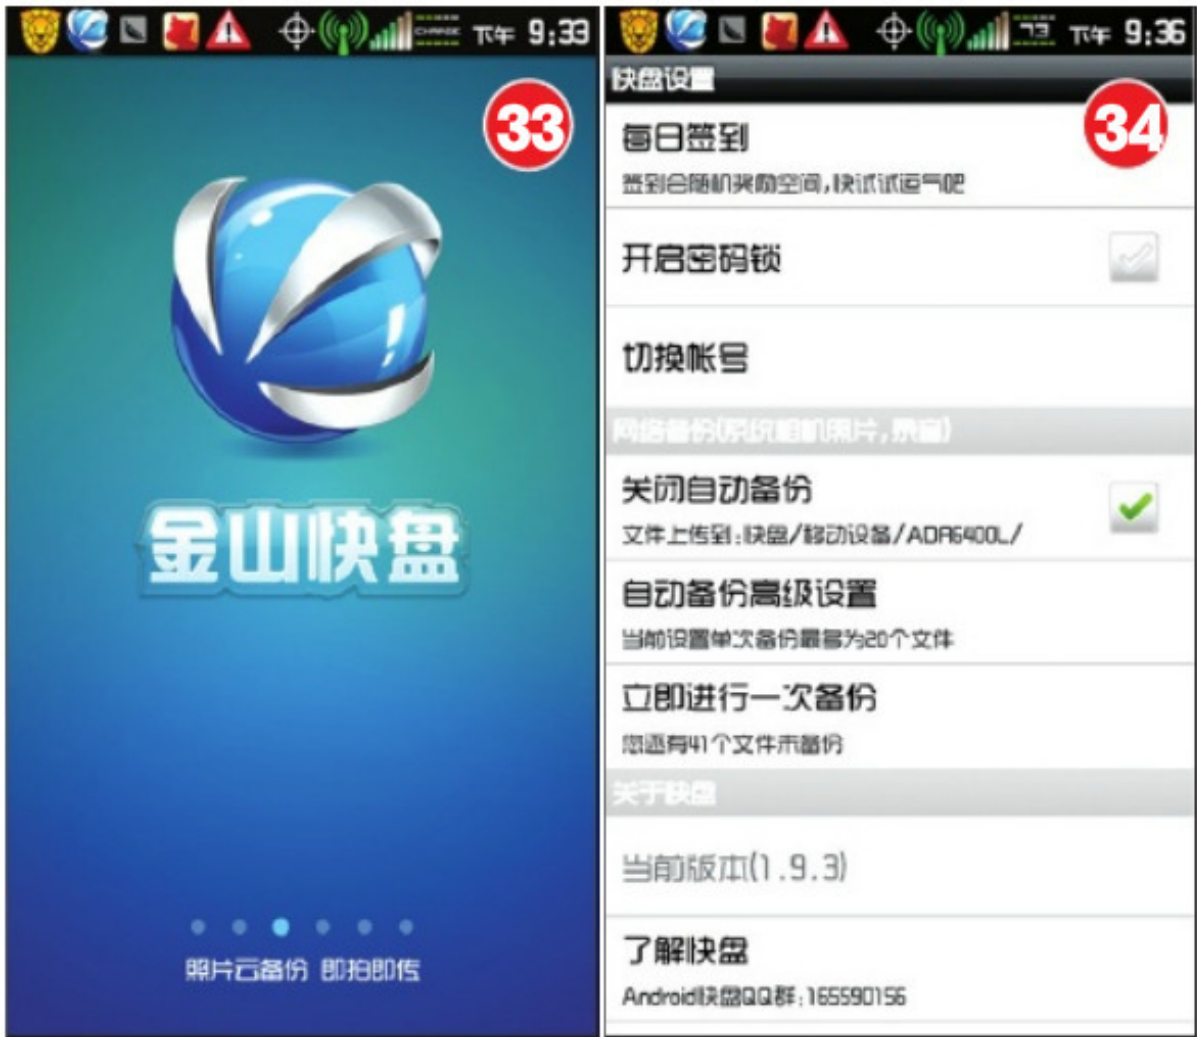 CHARGE 下午 9:33
33
金山快盘
照片云备份 即拍即传
73 下午 9:36
快盘设置
34
每日签到
签到会随机奖励空间,快试试运气吧
开启密码锁
切换帐号
网络备份(系统相机照片,录音)
关闭自动备份
文件上传到:快盘/移动设备/ADR6400L/
自动备份高级设置
当前设置单次备份最多为20个文件
立即进行一次备份
您还有41个文件未备份
关于快盘
当前版本(1.9.3)
了解快盘
Android快盘QQ群:165590156